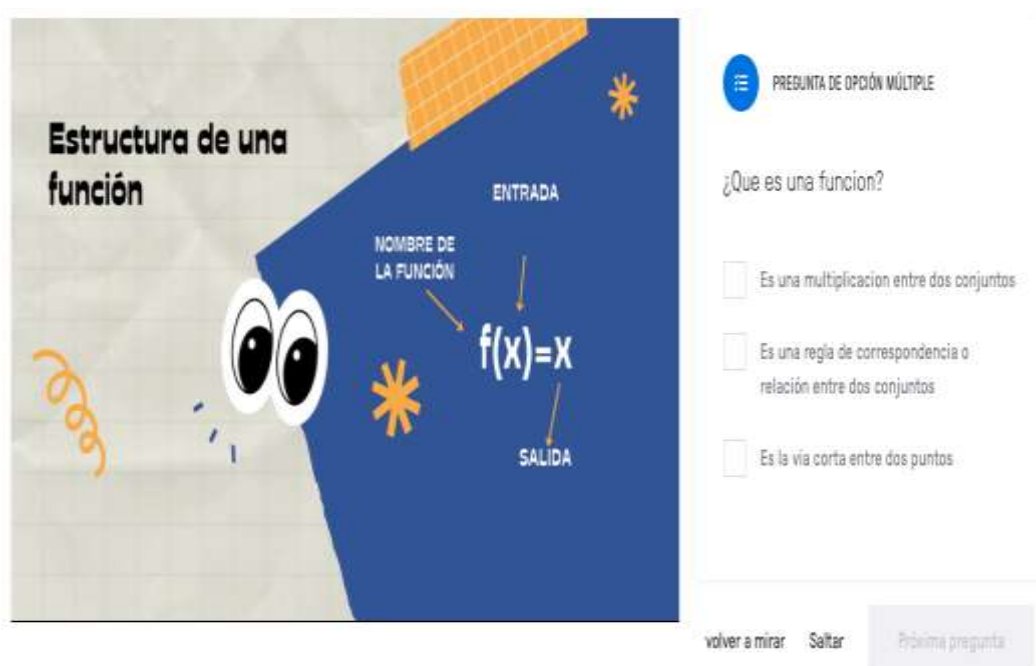 Estructura de una
función
ENTRADA
NOMBRE DE
LA FUNCIÓN
f(x)=x
SALIDA
PREGUNTA DE OPCIÓN MÚLTIPLE
¿Que es una funcion?
Es una multiplicacion entre dos conjuntos
Es una regla de correspondencia o
relación entre dos conjuntos
Es la via corta entre dos puntos
volver a mirar Saltar Próxima pregunta